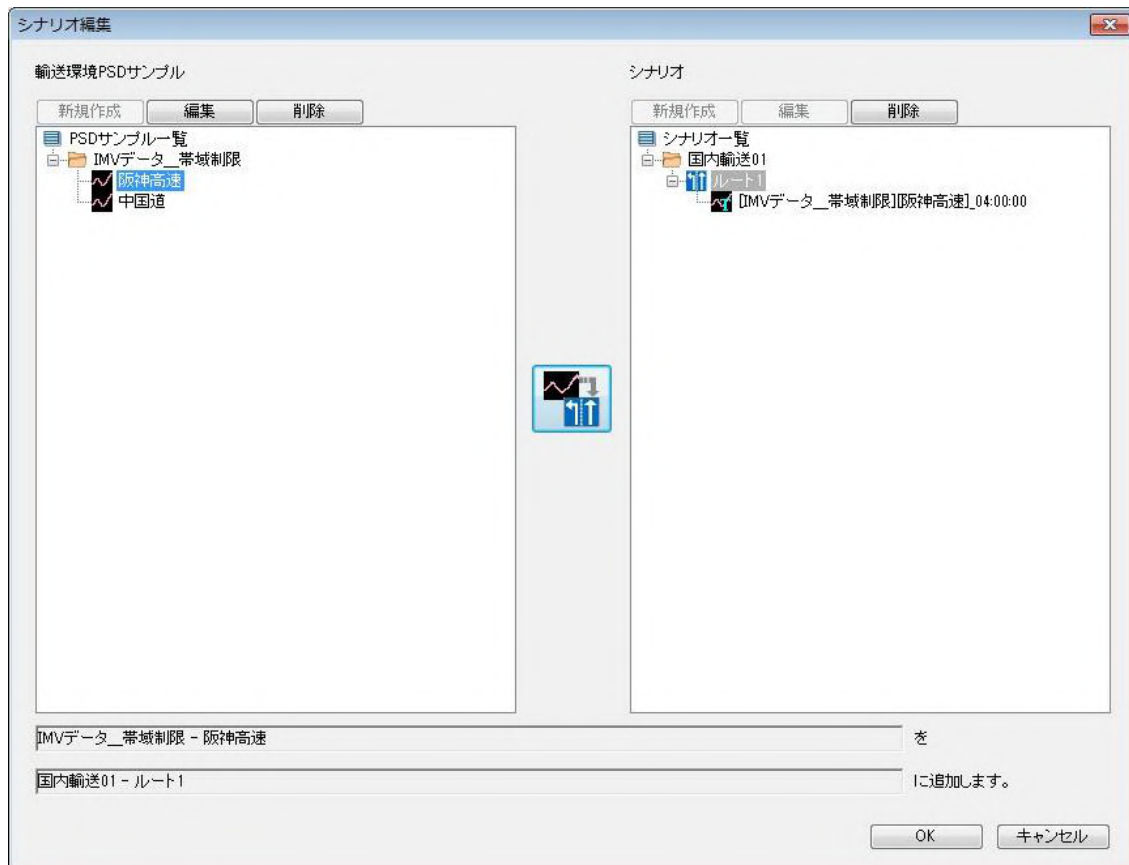 シナリオ編集
輸送環境PSDサンプル
新規作成 編集 削除
PSDサンプル一覧
IMVデータ__帯域制限
阪神高速
中国道
シナリオ
新規作成 編集 削除
シナリオ一覧
国内輸送01
ルート1
[IMVデータ__帯域制限][阪神高速]_04:00:00
IMVデータ__帯域制限 - 阪神高速 を
国内輸送01 - ルート1 に追加します。
OK キャンセル